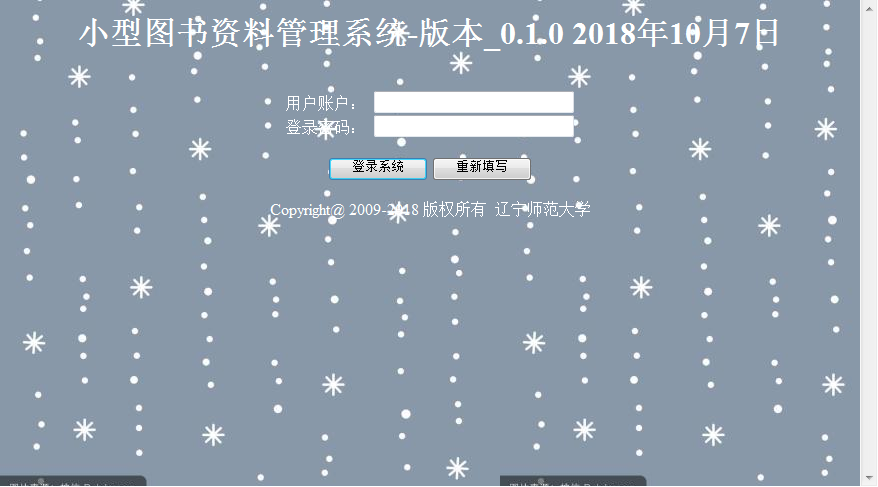 小型图书资料管理系统-版本_0.1.0 2018年10月7日
用户账户：
登录密码：
登录系统 重新填写
Copyright@ 2009-2018 版权所有 辽宁师范大学